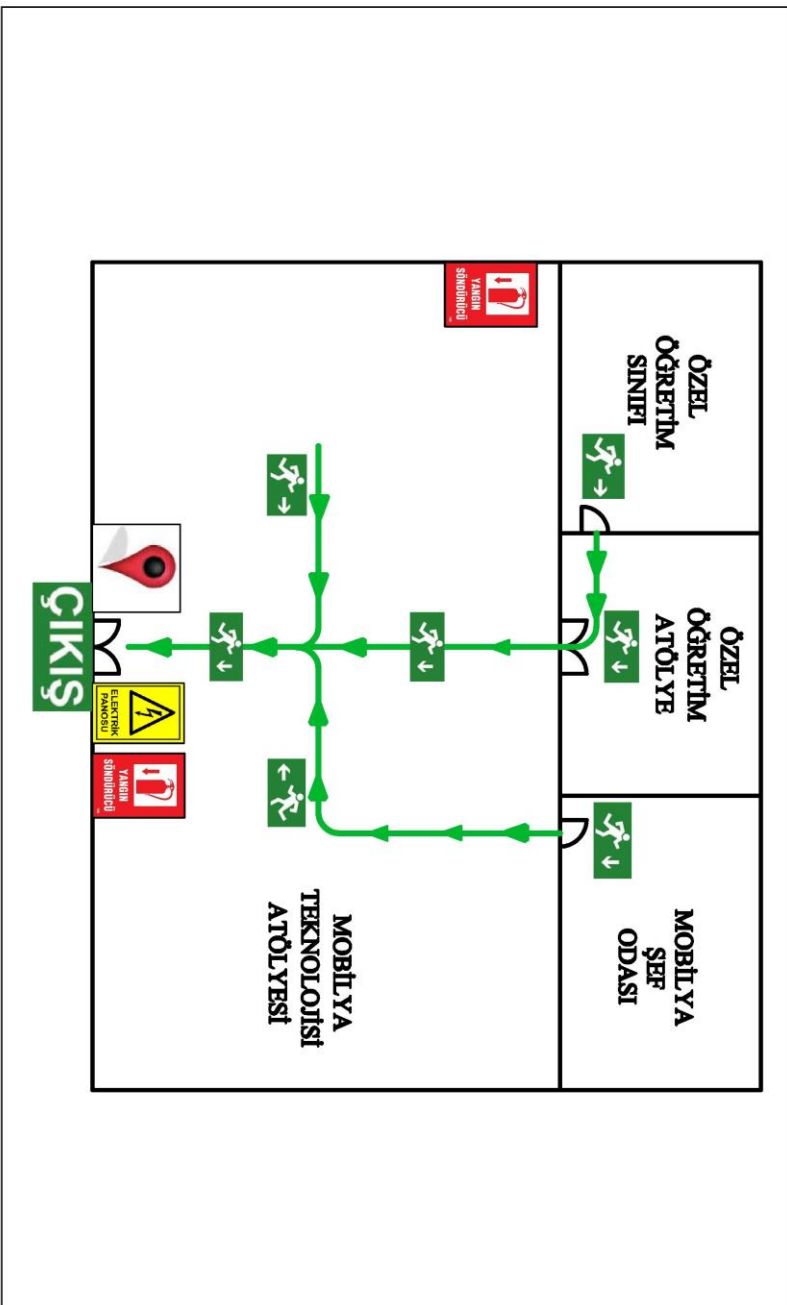 ÖZEL
ÖĞRETİM
SINIFI
ÖZEL
ÖĞRETİM
ATÖLYE
MOBİLYA
ŞEF
ODASI
YANGIN
SÖNDÜRÜCÜ
MOBİLYA
TEKNOLOJİSİ
ATÖLYESİ
ÇIKIŞ
ELEKTRİK
PANOSU
YANGIN
SÖNDÜRÜCÜ